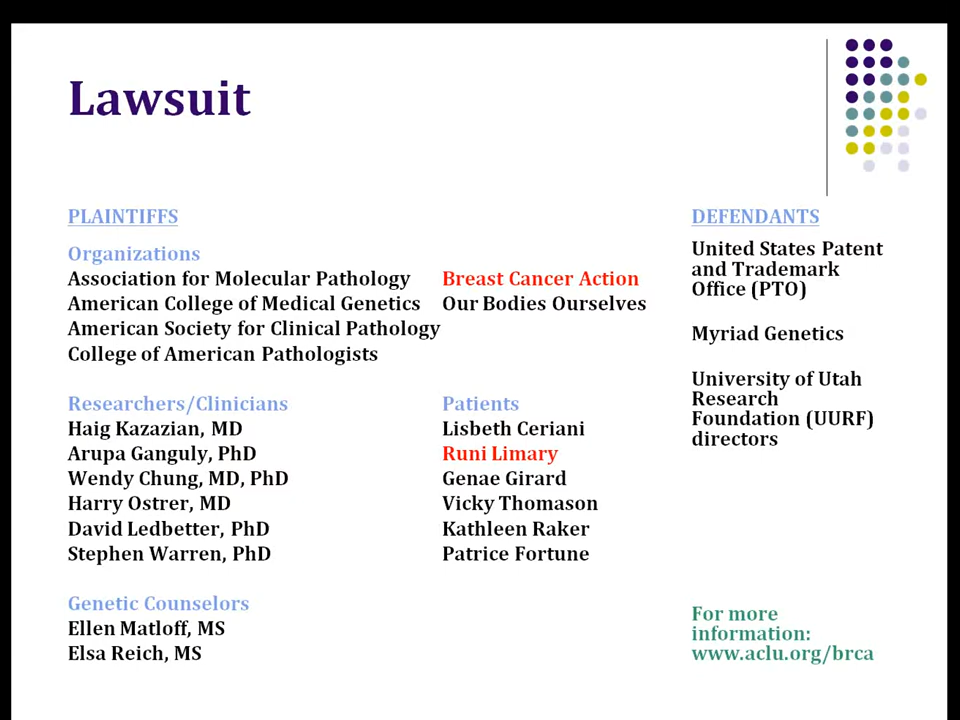 Lawsuit
PLAINTIFFS
Organizations
Association for Molecular Pathology
American College of Medical Genetics
American Society for Clinical Pathology
College of American Pathologists
Breast Cancer Action
Our Bodies Ourselves
Researchers/Clinicians
Haig Kazazian, MD
Arupa Ganguly, PhD
Wendy Chung, MD, PhD
Harry Ostrer, MD
David Ledbetter, PhD
Stephen Warren, PhD
Patients
Lisbeth Ceriani
Runi Limary
Genae Girard
Vicky Thomason
Kathleen Raker
Patrice Fortune
Genetic Counselors
Ellen Matloff, MS
Elsa Reich, MS
DEFENDANTS
United States Patent
and Trademark
Office (PTO)
Myriad Genetics
University of Utah
Research
Foundation (UURF)
directors
For more
information:
www.aclu.org/brca